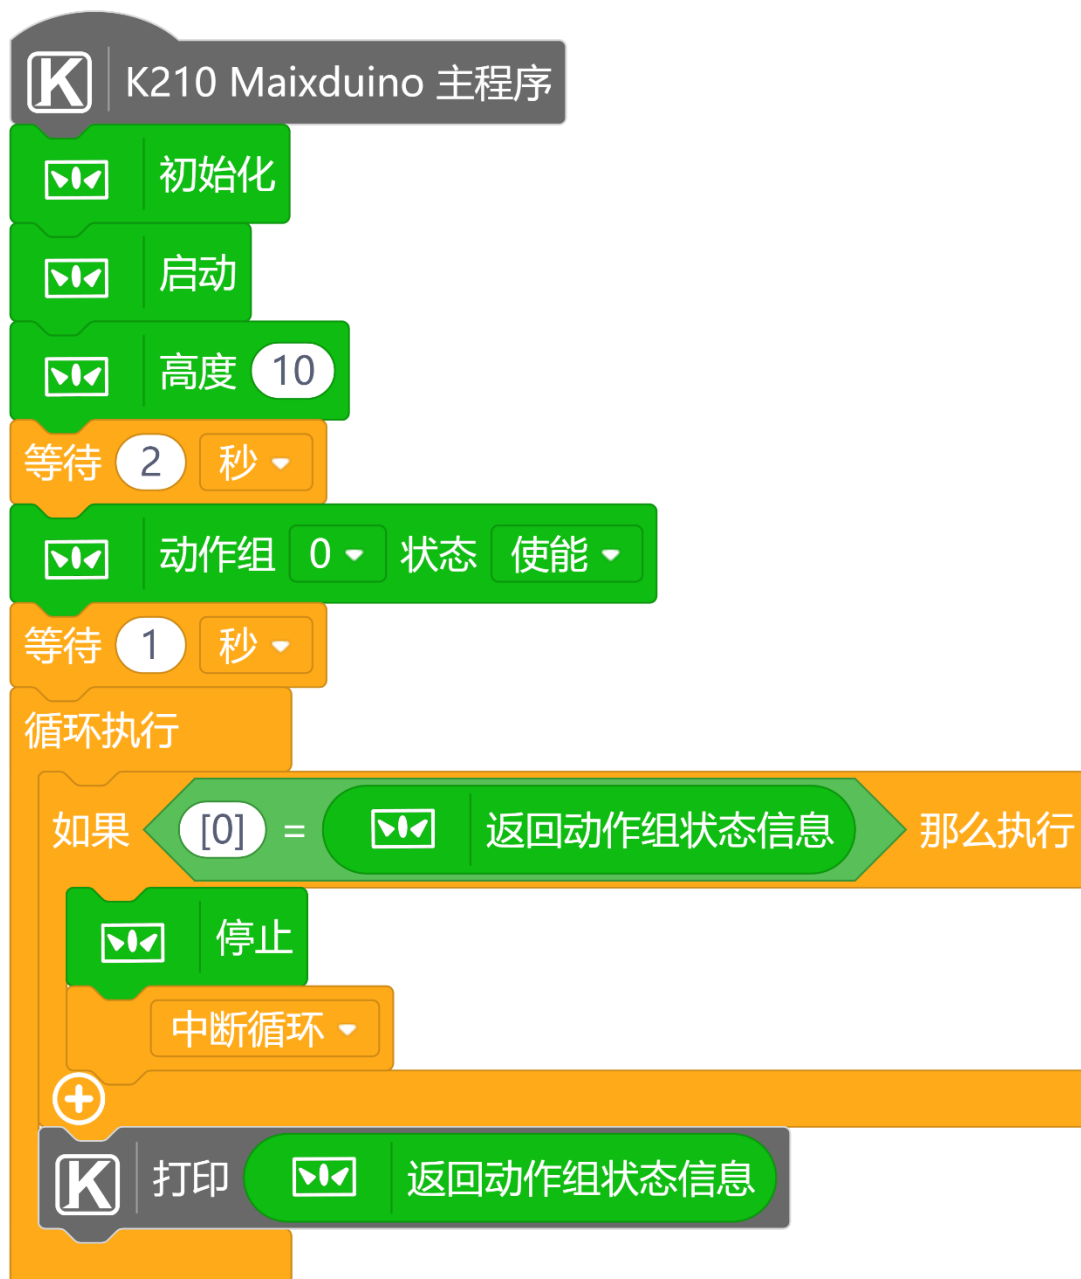 K K210 Maixduino 主程序
初始化
启动
高度 10
等待 2 秒
动作组 0 状态 使能
等待 1 秒
循环执行
如果 [0] = 返回动作组状态信息 那么执行
停止
中断循环
K 打印 返回动作组状态信息